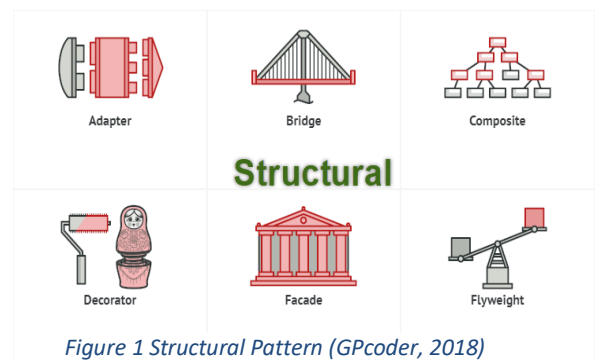 Adapter
Bridge
Composite
Structural
Decorator
Facade
Flyweight
Figure 1 Structural Pattern (GPcoder, 2018)